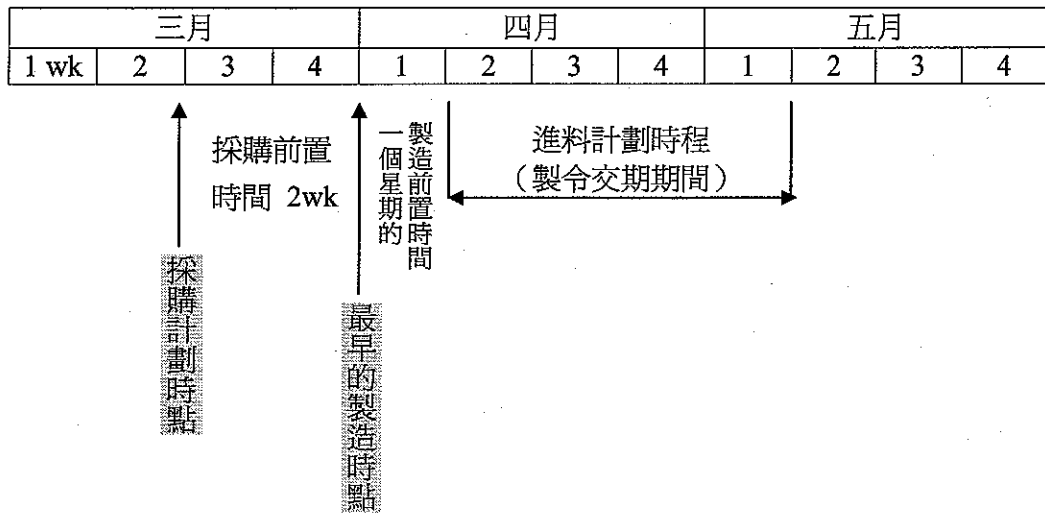 三月 四月 五月
1 wk 2 3 4 1 2 3 4 1 2 3 4
採購前置
時間 2wk
一個星期的
製造前置時間
進料計劃時程
（製令交期期間）
採購計劃時點
最早的製造時點